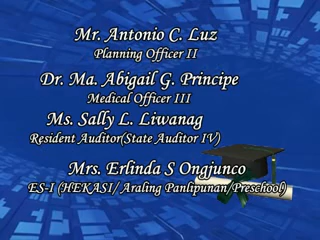 Mr. Antonio C. Luz
Planning Officer II
Dr. Ma. Abigail G. Principe
Medical Officer III
Ms. Sally L. Liwanag
Resident Auditor(State Auditor IV)
Mrs. Erlinda S Ongjunco
ES-I (HEKASI/ Araling Panlipunan/Preschool)